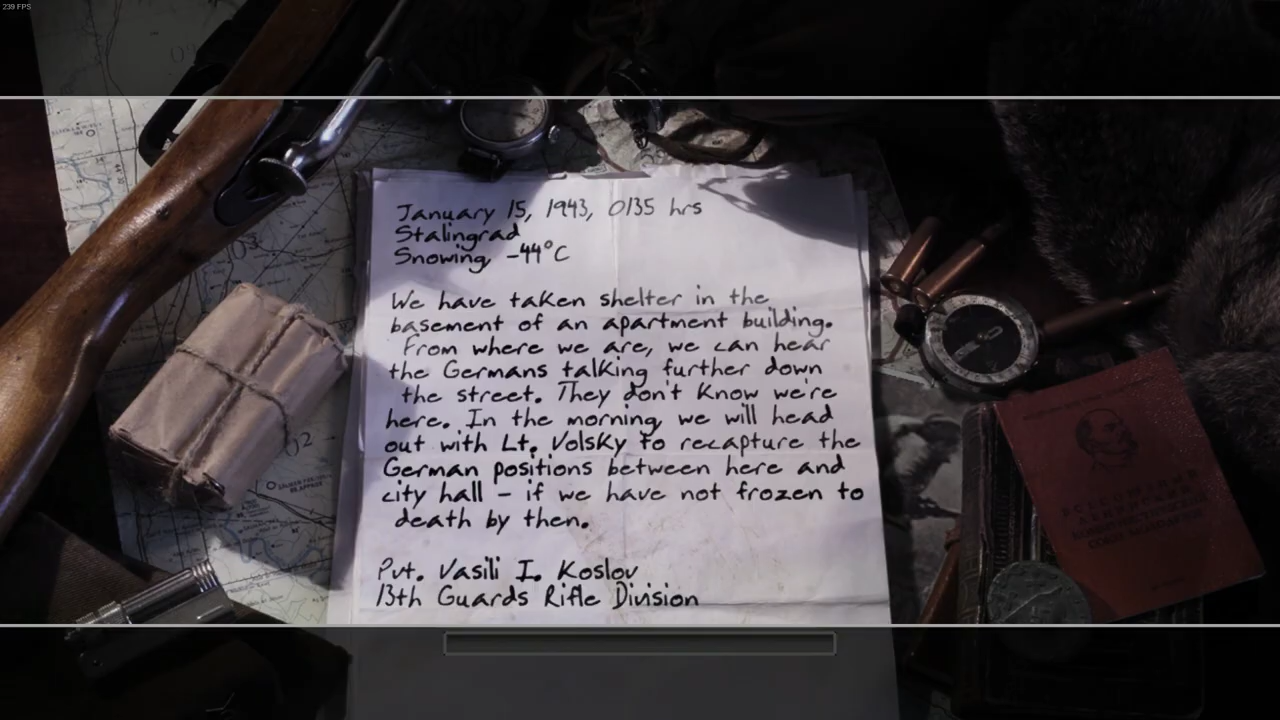 239 FPS
January 15, 1943, 0135 hrs
Stalingrad
Snowing, -44°C
We have taken shelter in the
basement of an apartment building.
From where we are, we can hear
the Germans talking further down
the street. They don't know we're
here. In the morning, we will head
out with Lt. Volsky to recapture the
German positions between here and
city hall – if we have not frozen to
death by then.
Pvt. Vasili I. Koslov
13th Guards Rifle Division